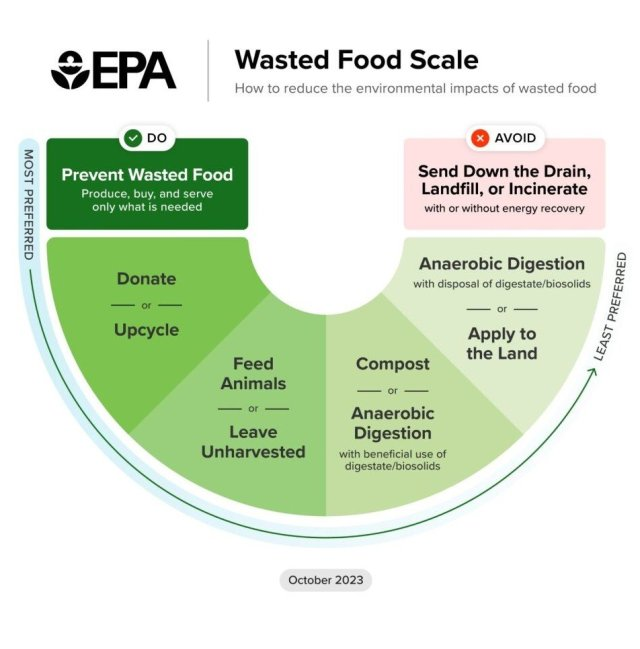 EPA
Wasted Food Scale
How to reduce the environmental impacts of wasted food
MOST PREFERRED
DO
Prevent Wasted Food
Produce, buy, and serve
only what is needed
AVOID
Send Down the Drain,
Landfill, or Incinerate
with or without energy recovery
Donate
or
Upcycle
Feed
Animals
or
Leave
Unharvested
Compost
or
Anaerobic
Digestion
with beneficial use of
digestate/biosolids
Anaerobic Digestion
with disposal of digestate/biosolids
or
Apply to
the Land
LEAST PREFERRED
October 2023